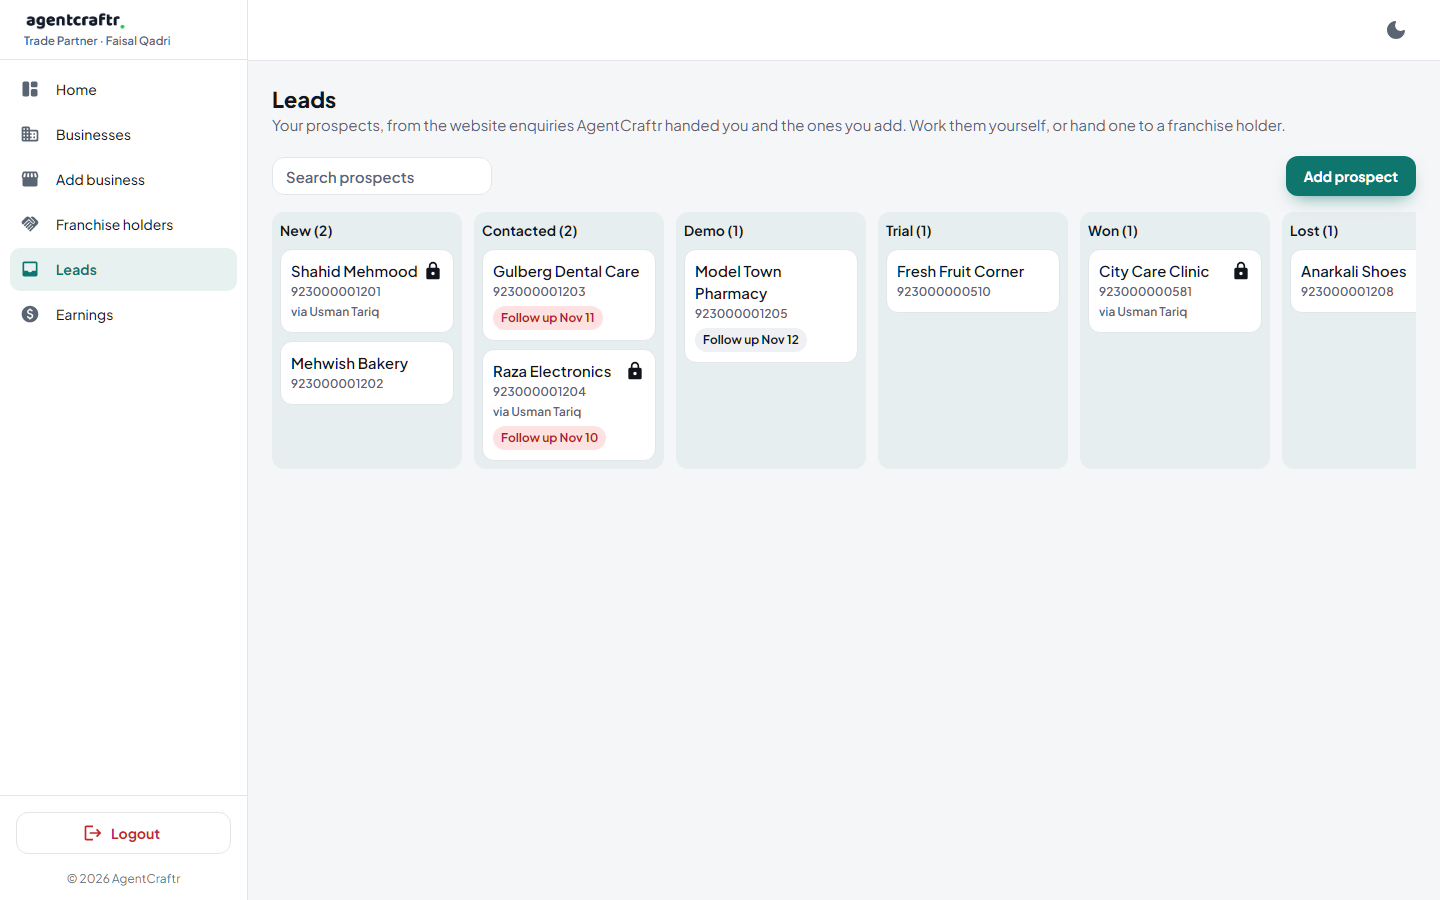 agentcraftr.
Trade Partner · Faisal Qadri
Home
Businesses
Add business
Franchise holders
Leads
Earnings
Logout
© 2026 AgentCraftr
Leads
Your prospects, from the website enquiries AgentCraftr handed you and the ones you add. Work them yourself, or hand one to a franchise holder.
Search prospects
Add prospect
New (2)
Shahid Mehmood
923000001201
via Usman Tariq
Mehwish Bakery
923000001202
Contacted (2)
Gulberg Dental Care
923000001203
Follow up Nov 11
Raza Electronics
923000001204
via Usman Tariq
Follow up Nov 10
Demo (1)
Model Town
Pharmacy
923000001205
Follow up Nov 12
Trial (1)
Fresh Fruit Corner
923000000510
Won (1)
City Care Clinic
923000000581
via Usman Tariq
Lost (1)
Anarkali Shoes
923000001208